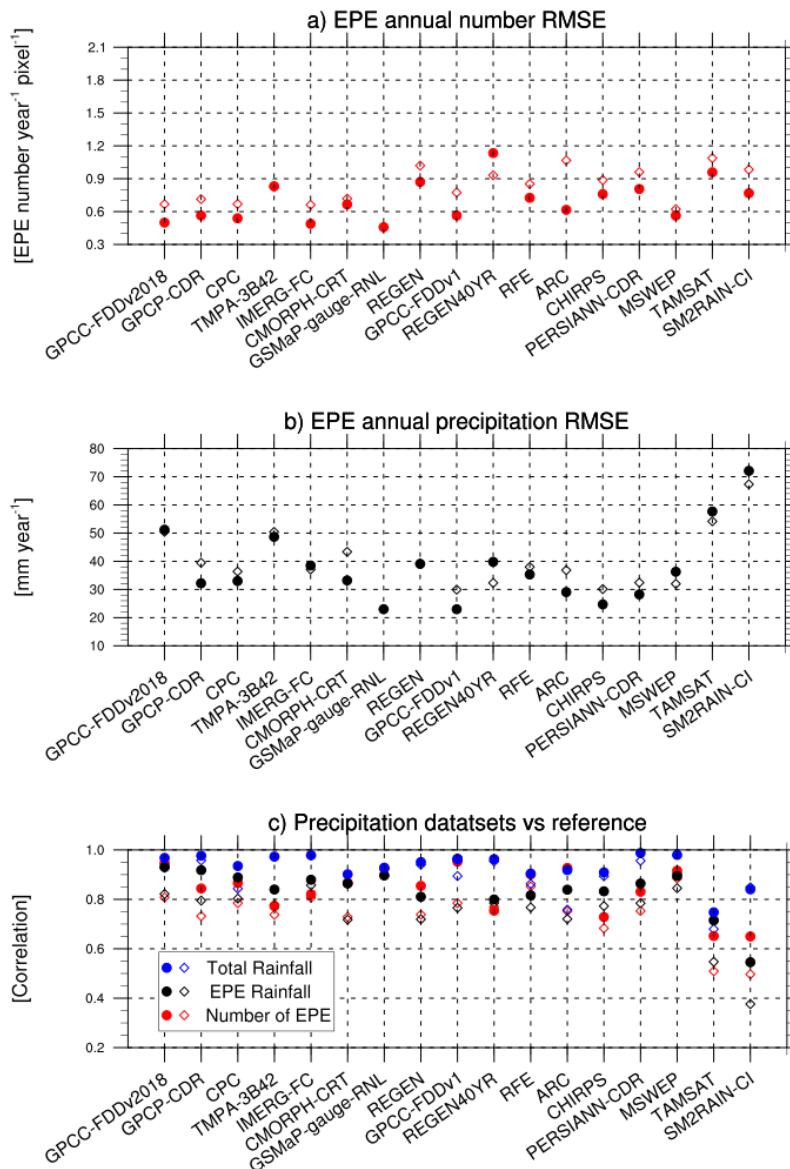 a) EPE annual number RMSE
[EPE number year⁻¹ pixel⁻¹]
2.1
1.8
1.5
1.2
0.9
0.6
0.3
GPCC-FDDv2018
GPCP-CDR
CPC
TMPA-3B42
IMERG-FC
CMORPH-CRT
GSMaP-gauge-RNL
REGEN
GPCC-FDDv1
REGEN40YR
RFE
ARC
CHIRPS
PERSIANN-CDR
MSWEP
TAMSAT
SM2RAIN-CI
b) EPE annual precipitation RMSE
[mm year⁻¹]
80
70
60
50
40
30
20
10
GPCC-FDDv2018
GPCP-CDR
CPC
TMPA-3B42
IMERG-FC
CMORPH-CRT
GSMaP-gauge-RNL
REGEN
GPCC-FDDv1
REGEN40YR
RFE
ARC
CHIRPS
PERSIANN-CDR
MSWEP
TAMSAT
SM2RAIN-CI
c) Precipitation datatsets vs reference
[Correlation]
1.0
0.8
0.6
0.4
0.2
Total Rainfall
EPE Rainfall
Number of EPE
GPCC-FDDv2018
GPCP-CDR
CPC
TMPA-3B42
IMERG-FC
CMORPH-CRT
GSMaP-gauge-RNL
REGEN
GPCC-FDDv1
REGEN40YR
RFE
ARC
CHIRPS
PERSIANN-CDR
MSWEP
TAMSAT
SM2RAIN-CI